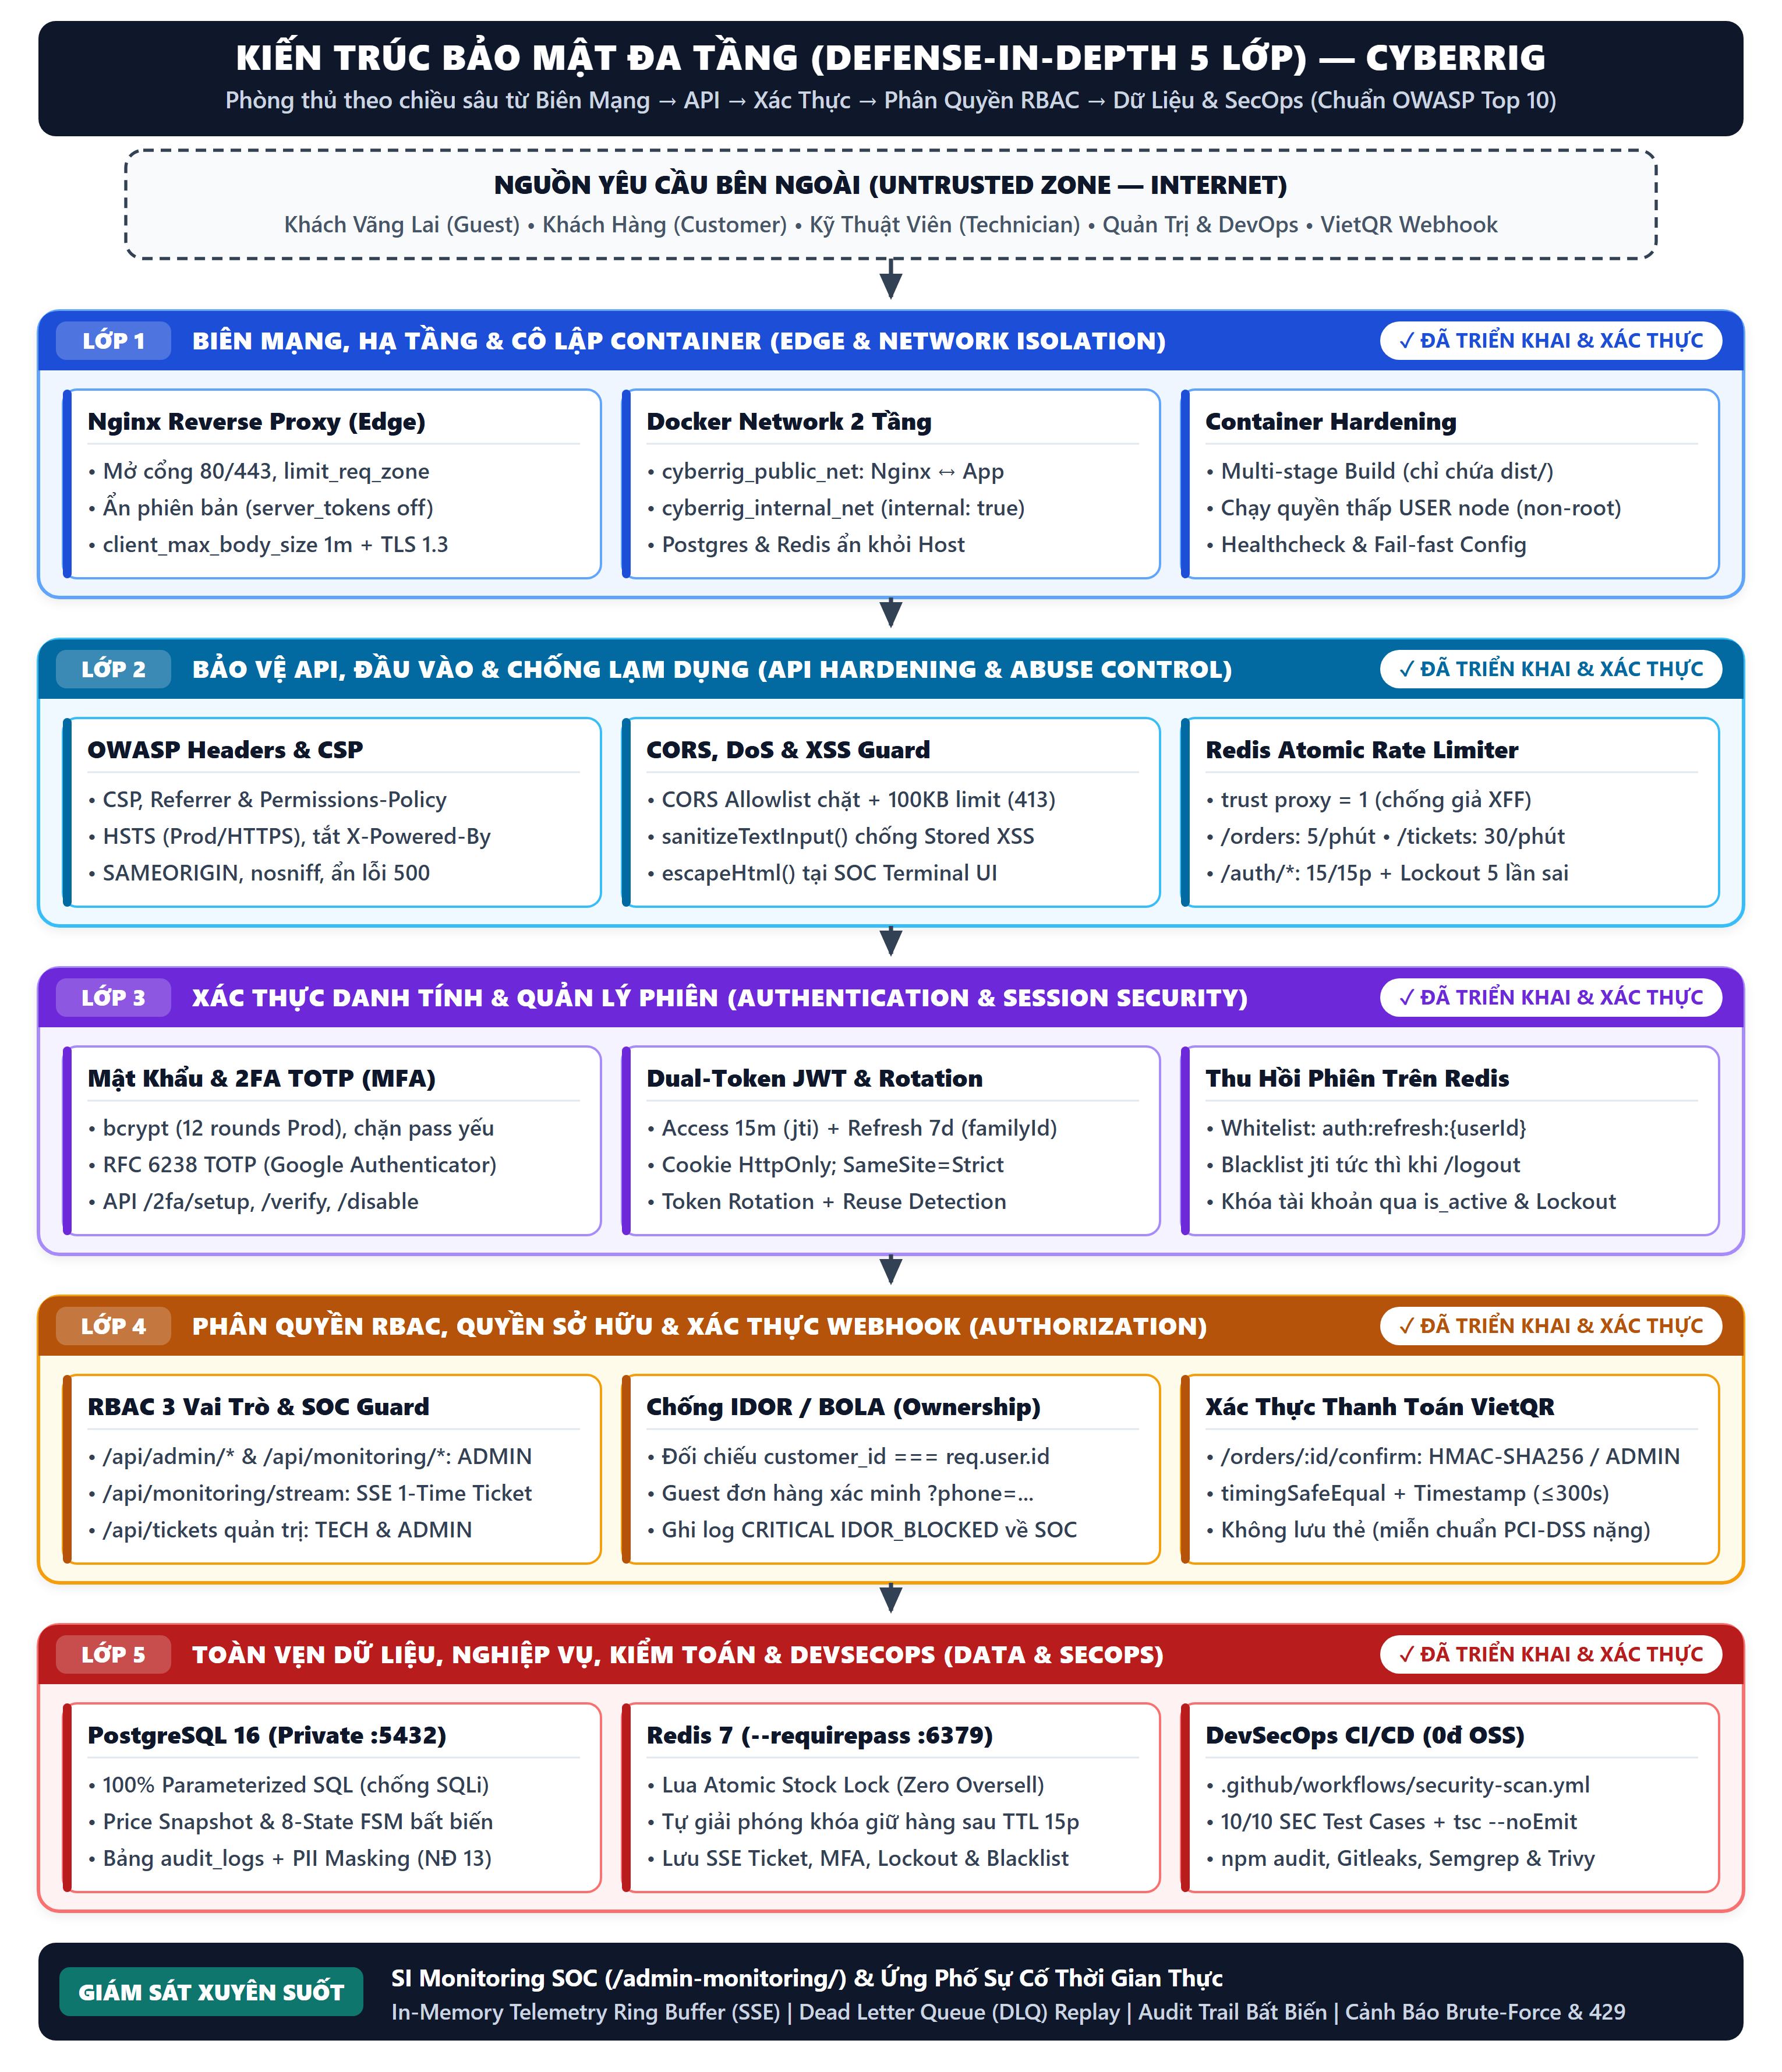 KIẾN TRÚC BẢO MẬT ĐA TẦNG (DEFENSE-IN-DEPTH 5 LỚP) — CYBERRIG
Phòng thủ theo chiều sâu từ Biên Mạng → API → Xác Thực → Phân Quyền RBAC → Dữ Liệu & SecOps (Chuẩn OWASP Top 10)
NGUỒN YÊU CẦU BÊN NGOÀI (UNTRUSTED ZONE — INTERNET)
Khách Vãng Lai (Guest) • Khách Hàng (Customer) • Kỹ Thuật Viên (Technician) • Quản Trị & DevOps • VietQR Webhook
LỚP 1 BIÊN MẠNG, HẠ TẦNG & CÔ LẬP CONTAINER (EDGE & NETWORK ISOLATION) ✓ ĐÃ TRIỂN KHAI & XÁC THỰC
Nginx Reverse Proxy (Edge)
• Mở cổng 80/443, limit_req_zone
• Ẩn phiên bản (server_tokens off)
• client_max_body_size 1m + TLS 1.3
Docker Network 2 Tầng
• cyberrig_public_net: Nginx ↔ App
• cyberrig_internal_net (internal: true)
• Postgres & Redis ẩn khỏi Host
Container Hardening
• Multi-stage Build (chỉ chứa dist/)
• Chạy quyền thấp USER node (non-root)
• Healthcheck & Fail-fast Config
LỚP 2 BẢO VỆ API, ĐẦU VÀO & CHỐNG LẠM DỤNG (API HARDENING & ABUSE CONTROL) ✓ ĐÃ TRIỂN KHAI & XÁC THỰC
OWASP Headers & CSP
• CSP, Referrer & Permissions-Policy
• HSTS (Prod/HTTPS), tắt X-Powered-By
• SAMEORIGIN, nosniff, ẩn lỗi 500
CORS, DoS & XSS Guard
• CORS Allowlist chặt + 100KB limit (413)
• sanitizeTextInput() chống Stored XSS
• escapeHtml() tại SOC Terminal UI
Redis Atomic Rate Limiter
• trust proxy = 1 (chống giả XFF)
• /orders: 5/phút • /tickets: 30/phút
• /auth/*: 15/15p + Lockout 5 lần sai
LỚP 3 XÁC THỰC DANH TÍNH & QUẢN LÝ PHIÊN (AUTHENTICATION & SESSION SECURITY) ✓ ĐÃ TRIỂN KHAI & XÁC THỰC
Mật Khẩu & 2FA TOTP (MFA)
• bcrypt (12 rounds Prod), chặn pass yếu
• RFC 6238 TOTP (Google Authenticator)
• API /2fa/setup, /verify, /disable
Dual-Token JWT & Rotation
• Access 15m (jti) + Refresh 7d (familyId)
• Cookie HttpOnly; SameSite=Strict
• Token Rotation + Reuse Detection
Thu Hồi Phiên Trên Redis
• Whitelist: auth:refresh:{userId}
• Blacklist jti tức thì khi /logout
• Khóa tài khoản qua is_active & Lockout
LỚP 4 PHÂN QUYỀN RBAC, QUYỀN SỞ HỮU & XÁC THỰC WEBHOOK (AUTHORIZATION) ✓ ĐÃ TRIỂN KHAI & XÁC THỰC
RBAC 3 Vai Trò & SOC Guard
• /api/admin/* & /api/monitoring/*: ADMIN
• /api/monitoring/stream: SSE 1-Time Ticket
• /api/tickets quản trị: TECH & ADMIN
Chống IDOR / BOLA (Ownership)
• Đối chiếu customer_id === req.user.id
• Guest đơn hàng xác minh ?phone=...
• Ghi log CRITICAL IDOR_BLOCKED về SOC
Xác Thực Thanh Toán VietQR
• /orders/:id/confirm: HMAC-SHA256 / ADMIN
• timingSafeEqual + Timestamp (≤300s)
• Không lưu thẻ (miễn chuẩn PCI-DSS nặng)
LỚP 5 TOÀN VẸN DỮ LIỆU, NGHIỆP VỤ, KIỂM TOÁN & DEVSECOPS (DATA & SECOPS) ✓ ĐÃ TRIỂN KHAI & XÁC THỰC
PostgreSQL 16 (Private :5432)
• 100% Parameterized SQL (chống SQLi)
• Price Snapshot & 8-State FSM bất biến
• Bảng audit_logs + PII Masking (NĐ 13)
Redis 7 (--requirepass :6379)
• Lua Atomic Stock Lock (Zero Oversell)
• Tự giải phóng khóa giữ hàng sau TTL 15p
• Lưu SSE Ticket, MFA, Lockout & Blacklist
DevSecOps CI/CD (0đ OSS)
• .github/workflows/security-scan.yml
• 10/10 SEC Test Cases + tsc --noEmit
• npm audit, Gitleaks, Semgrep & Trivy
GIÁM SÁT XUYÊN SUỐT
SI Monitoring SOC (/admin-monitoring/) & Ứng Phó Sự Cố Thời Gian Thực
In-Memory Telemetry Ring Buffer (SSE) | Dead Letter Queue (DLQ) Replay | Audit Trail Bất Biến | Cảnh Báo Brute-Force & 429